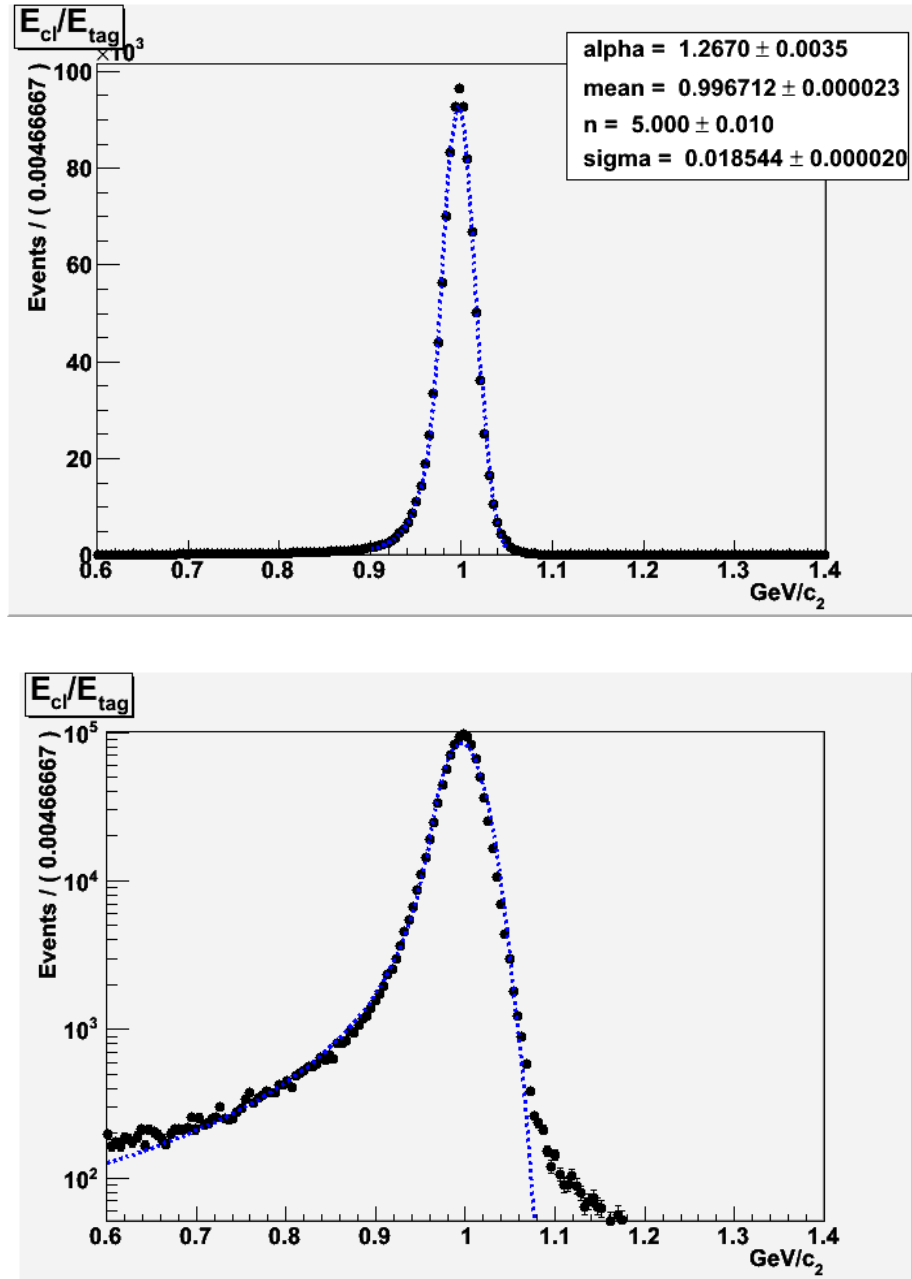 E_cl/E_tag
×10^3
Events / ( 0.00466667 )
100
80
60
40
20
0
0.6 0.7 0.8 0.9 1 1.1 1.2 1.3 1.4
GeV/c_2
alpha = 1.2670 ± 0.0035
mean = 0.996712 ± 0.000023
n = 5.000 ± 0.010
sigma = 0.018544 ± 0.000020
E_cl/E_tag
Events / ( 0.00466667 )
10^5
10^4
10^3
10^2
0.6 0.7 0.8 0.9 1 1.1 1.2 1.3 1.4
GeV/c_2